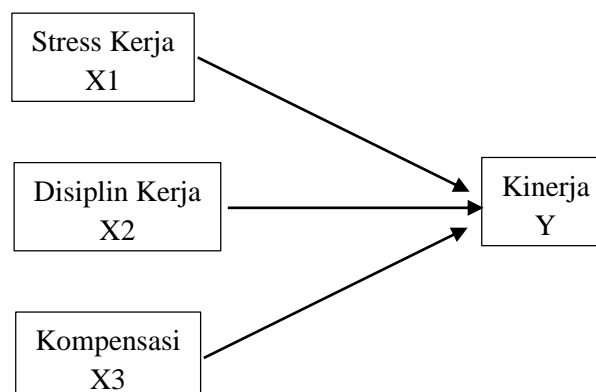 Stress Kerja
X1
Disiplin Kerja
X2
Kinerja
Y
Kompensasi
X3